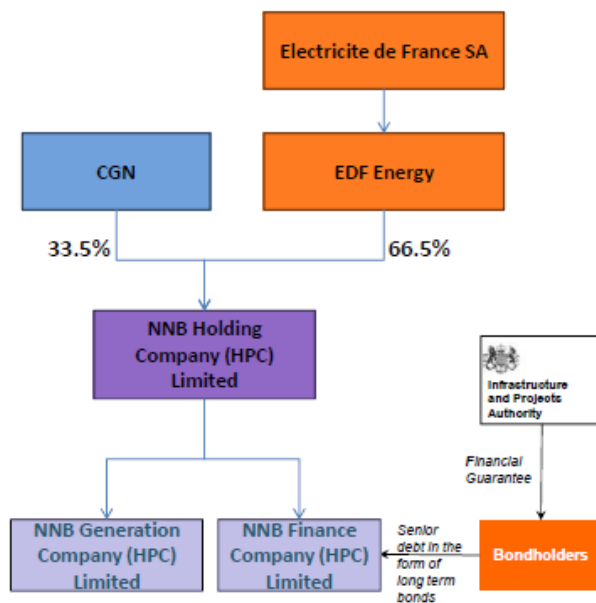 Electricite de France SA
CGN
EDF Energy
33.5%
66.5%
NNB Holding
Company (HPC)
Limited
Infrastructure
and Projects
Authority
Financial
Guarantee
NNB Generation
Company (HPC)
Limited
NNB Finance
Company (HPC)
Limited
Senior
debt in the
form of
long term
bonds
Bondholders